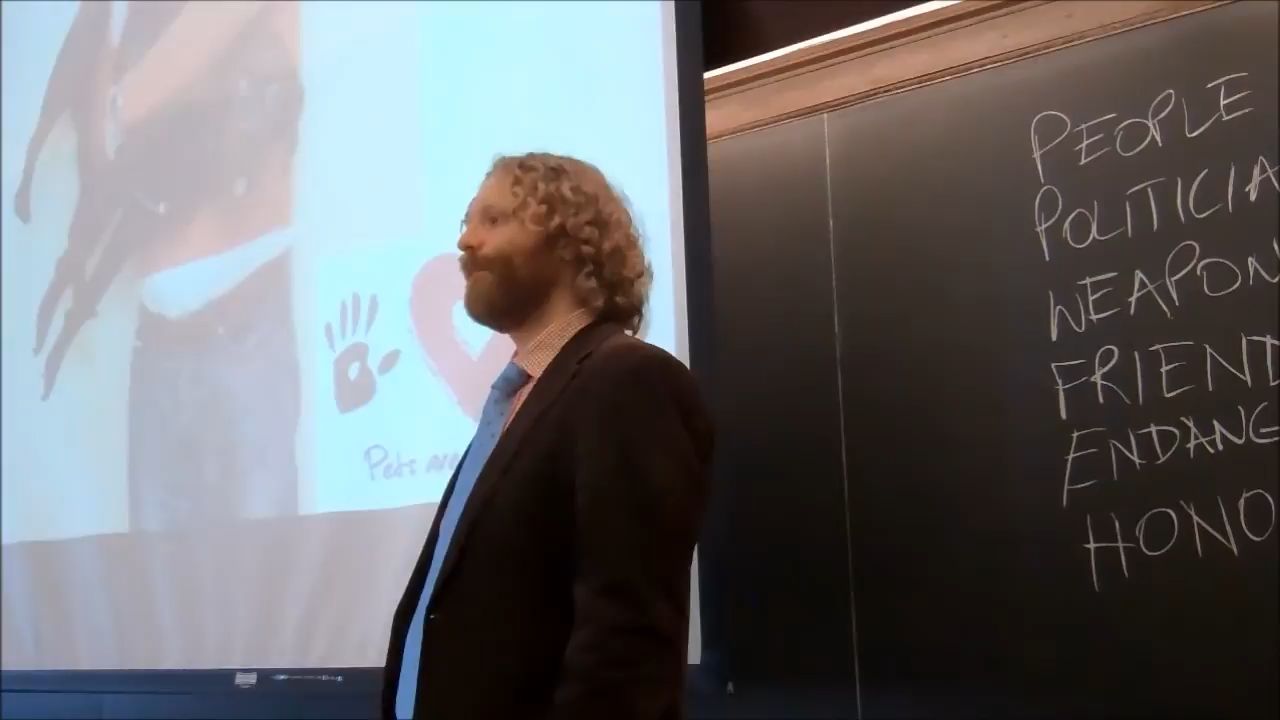 Pets are
PEOPLE
POLITICIA
WEAPON
FRIEND
ENDANG
HONO